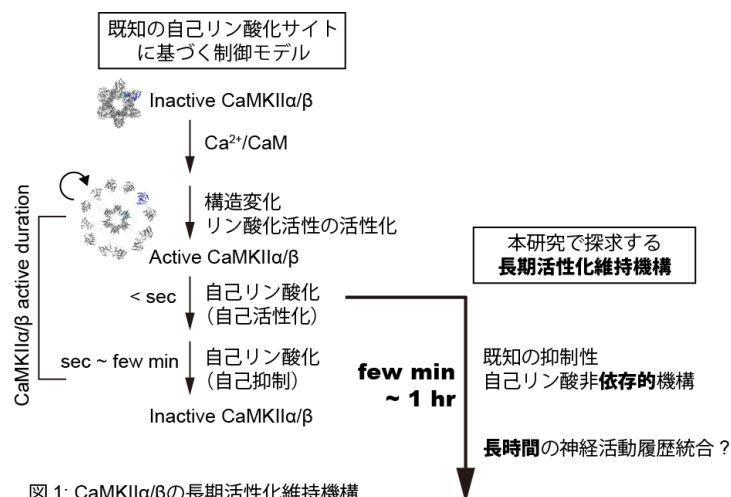 既知の自己リン酸化サイト
に基づく制御モデル
Inactive CaMKIIα/β
Ca²⁺/CaM
構造変化
リン酸化活性の活性化
Active CaMKIIα/β
CaMKIIα/β active duration
< sec
自己リン酸化
（自己活性化）
sec ~ few min
自己リン酸化
（自己抑制）
Inactive CaMKIIα/β
本研究で探求する
長期活性化維持機構
few min
~ 1 hr
既知の抑制性
自己リン酸非依存的機構
長時間の神経活動履歴統合？
図 1: CaMKIIα/βの長期活性化維持機構